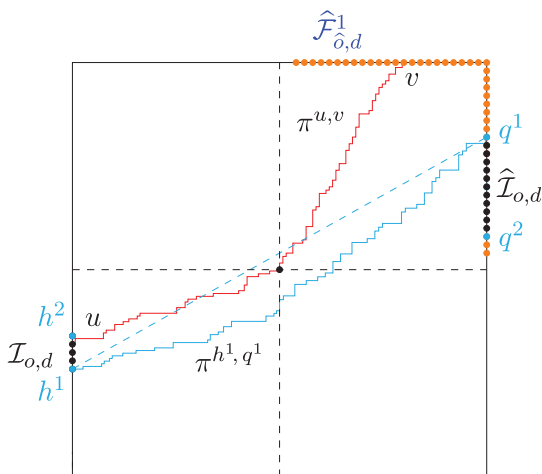 $\widehat{\mathcal{F}}^1_{\hat{o},d}$
$v$
$\pi^{u,v}$
$q^1$
$\widehat{\mathcal{I}}_{o,d}$
$q^2$
$h^2$
$u$
$\mathcal{I}_{o,d}$
$\pi^{h^1,q^1}$
$h^1$